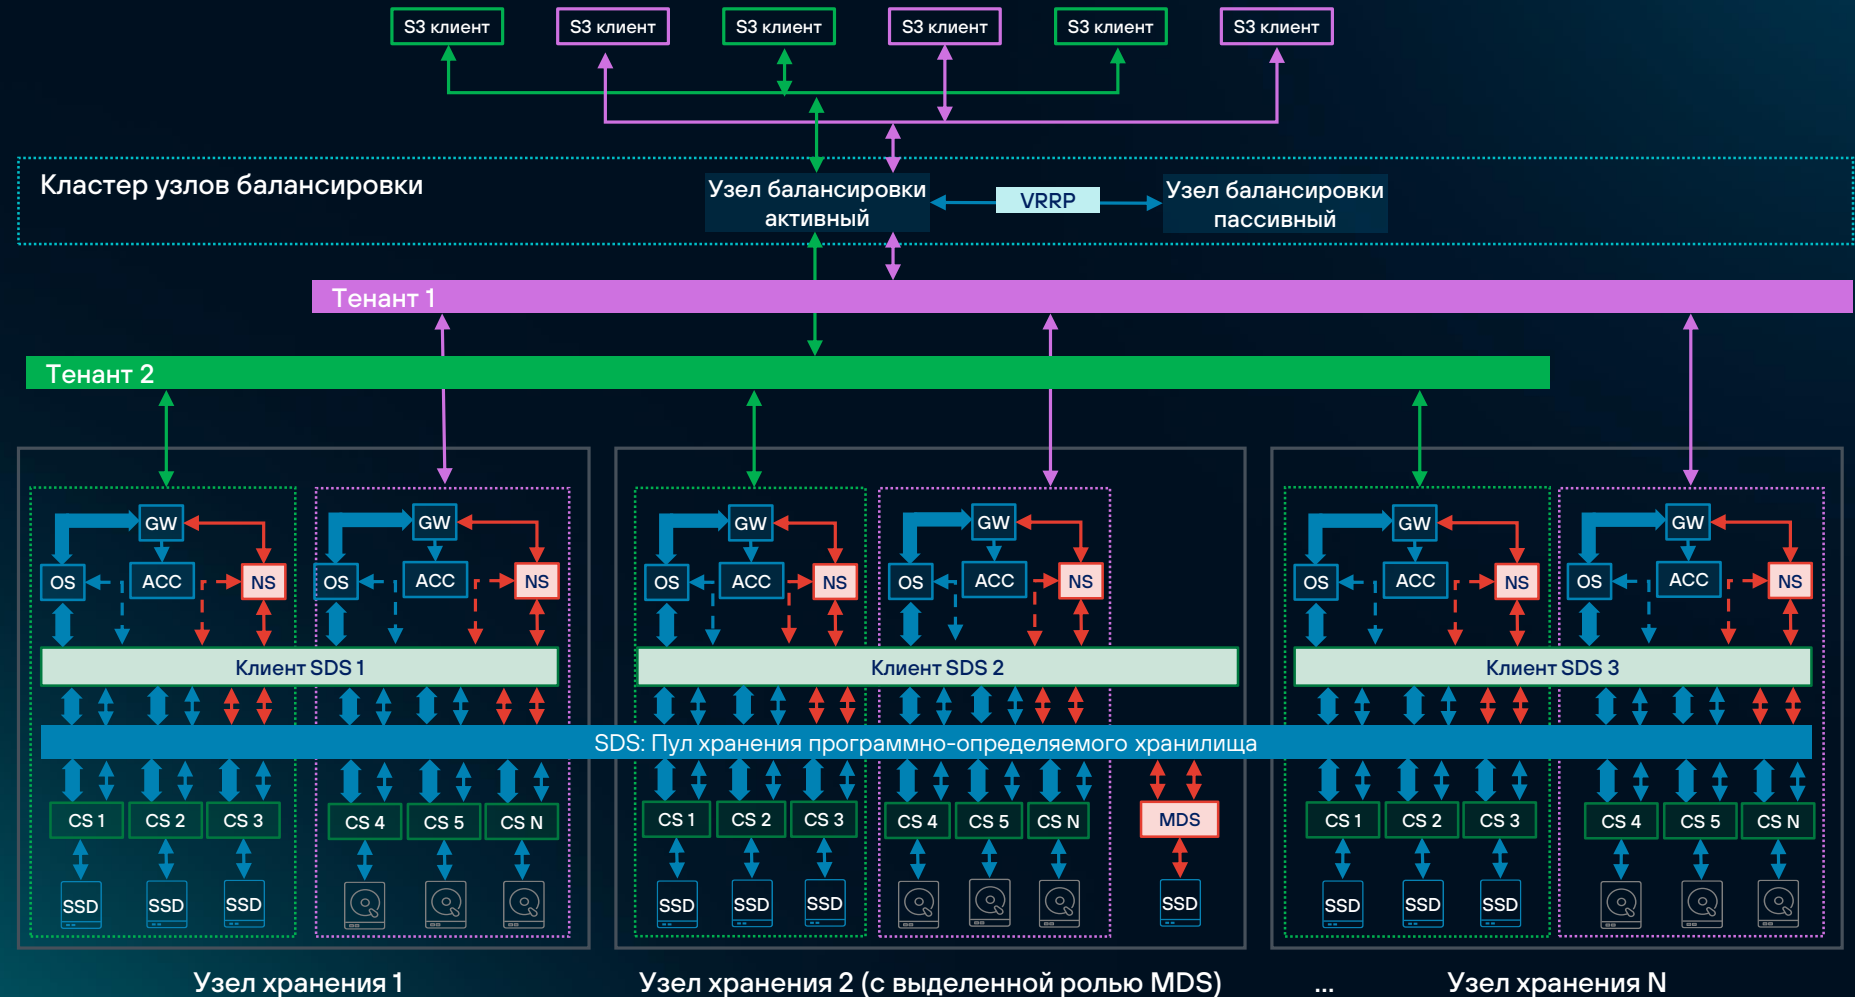 S3 клиент
S3 клиент
S3 клиент
S3 клиент
S3 клиент
S3 клиент
Кластер узлов балансировки
Узел балансировки
активный
VRRP
Узел балансировки
пассивный
Тенант 1
Тенант 2
GW
OS
ACC
NS
GW
OS
ACC
NS
Клиент SDS 1
GW
OS
ACC
NS
GW
OS
ACC
NS
Клиент SDS 2
GW
OS
ACC
NS
GW
OS
ACC
NS
Клиент SDS 3
SDS: Пул хранения программно-определяемого хранилища
CS 1
CS 2
CS 3
CS 4
CS 5
CS N
CS 1
CS 2
CS 3
CS 4
CS 5
CS N
MDS
CS 1
CS 2
CS 3
CS 4
CS 5
CS N
SSD
SSD
SSD
SSD
SSD
SSD
SSD
SSD
SSD
SSD
Узел хранения 1
Узел хранения 2 (с выделенной ролью MDS)
...
Узел хранения N